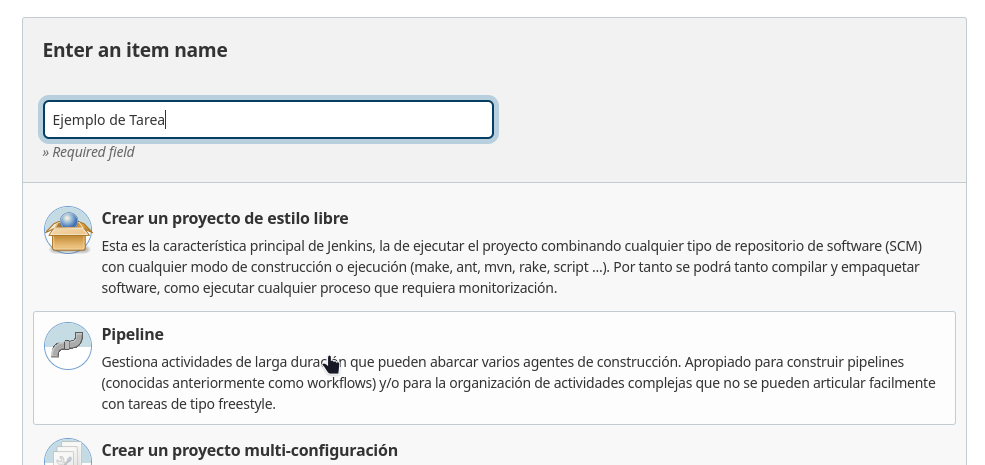 Enter an item name
Ejemplo de Tarea
» Required field
Crear un proyecto de estilo libre
Esta es la característica principal de Jenkins, la de ejecutar el proyecto combinando cualquier tipo de repositorio de software (SCM)
con cualquier modo de construcción o ejecución (make, ant, mvn, rake, script ...). Por tanto se podrá tanto compilar y empaquetar
software, como ejecutar cualquier proceso que requiera monitorización.
Pipeline
Gestiona actividades de larga duración que pueden abarcar varios agentes de construcción. Apropiado para construir pipelines
(conocidas anteriormente como workflows) y/o para la organización de actividades complejas que no se pueden articular facilmente
con tareas de tipo freestyle.
Crear un proyecto multi-configuración